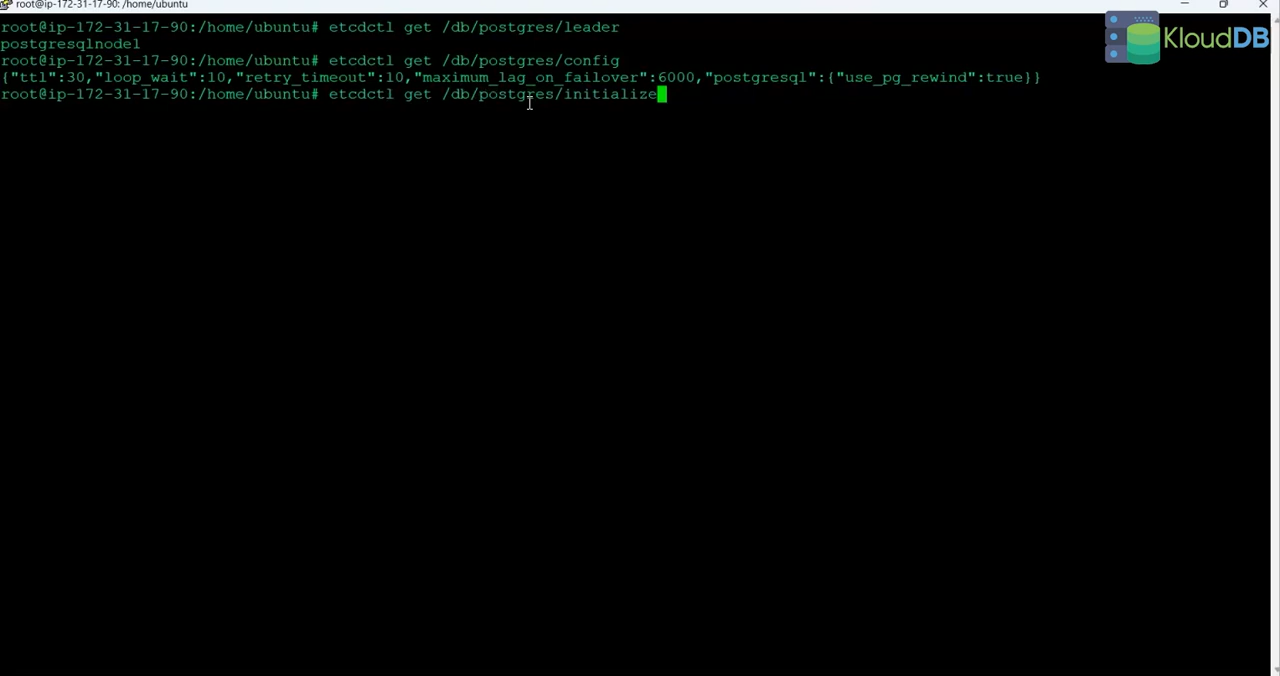 root@ip-172-31-17-90: /home/ubuntu
KloudDB
root@ip-172-31-17-90:/home/ubuntu# etcdctl get /db/postgres/leader
postgresqlnode1
root@ip-172-31-17-90:/home/ubuntu# etcdctl get /db/postgres/config
{"ttl":30,"loop_wait":10,"retry_timeout":10,"maximum_lag_on_failover":6000,"postgresql":{"use_pg_rewind":true}}
root@ip-172-31-17-90:/home/ubuntu# etcdctl get /db/postgres/initialize